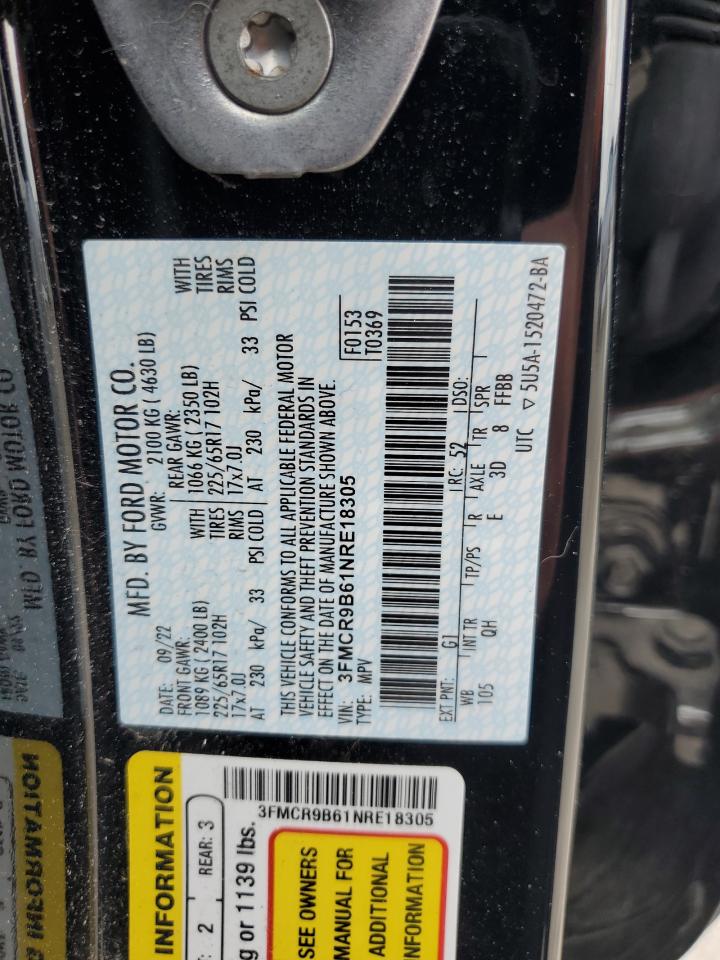 MFD. BY FORD MOTOR CO.
DATE: 09/22 GVWR: 2100 KG ( 4630 LB)
FRONT GAWR: REAR GAWR:
1089 KG ( 2400 LB) WITH 1066 KG ( 2350 LB) WITH
225/65R17 102H TIRES 225/65R17 102H TIRES
17x7.0J RIMS 17x7.0J RIMS
AT 230 kPa/ 33 PSI COLD AT 230 kPa/ 33 PSI COLD
THIS VEHICLE CONFORMS TO ALL APPLICABLE FEDERAL MOTOR
VEHICLE SAFETY AND THEFT PREVENTION STANDARDS IN
EFFECT ON THE DATE OF MANUFACTURE SHOWN ABOVE.
VIN: 3FMCR9B61NRE18305
TYPE: MPV
F0153
T0369
EXT PNT: G1 RC: 52 DSO:
WB INT TR TP/PS R AXLE TR SPR
105 QH E 3D 8 FFBB
UTC ▽ 5U5A-1520472-BA
INFORMATION
2 REAR: 3
or 1139 lbs.
3FMCR9B61NRE18305
SEE OWNERS
MANUAL FOR
ADDITIONAL
INFORMATION